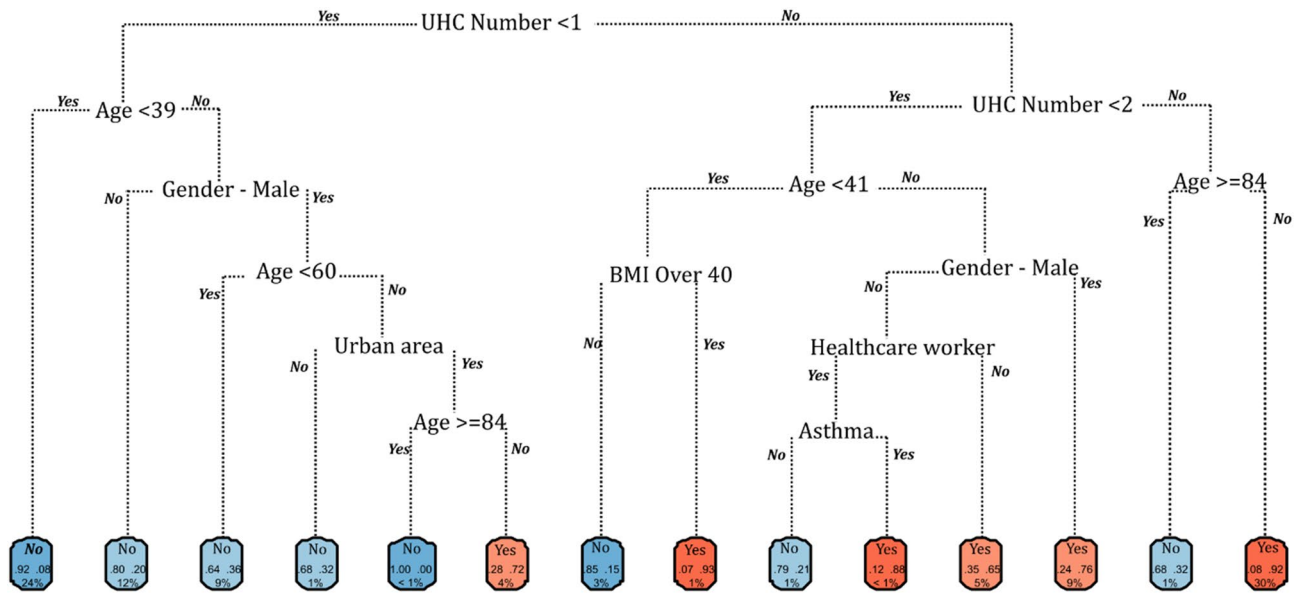 Yes UHC Number <1 No
Yes Age <39 No
Yes UHC Number <2 No
No Gender - Male Yes
Yes Age <41 No
Age >=84
Yes No
Yes Age <60 No
BMI Over 40
No Yes
Gender - Male
No Yes
No Urban area Yes
Healthcare worker
Yes No
Age >=84
Yes No
Asthma
No Yes
No
.92 .08
24%
No
.80 .20
12%
No
.64 .36
9%
No
.68 .32
1%
No
1.00 .00
< 1%
Yes
.28 .72
4%
No
.85 .15
3%
Yes
.07 .93
1%
No
.79 .21
1%
Yes
.12 .88
< 1%
Yes
.35 .65
5%
Yes
.24 .76
9%
No
.68 .32
1%
Yes
.08 .92
30%